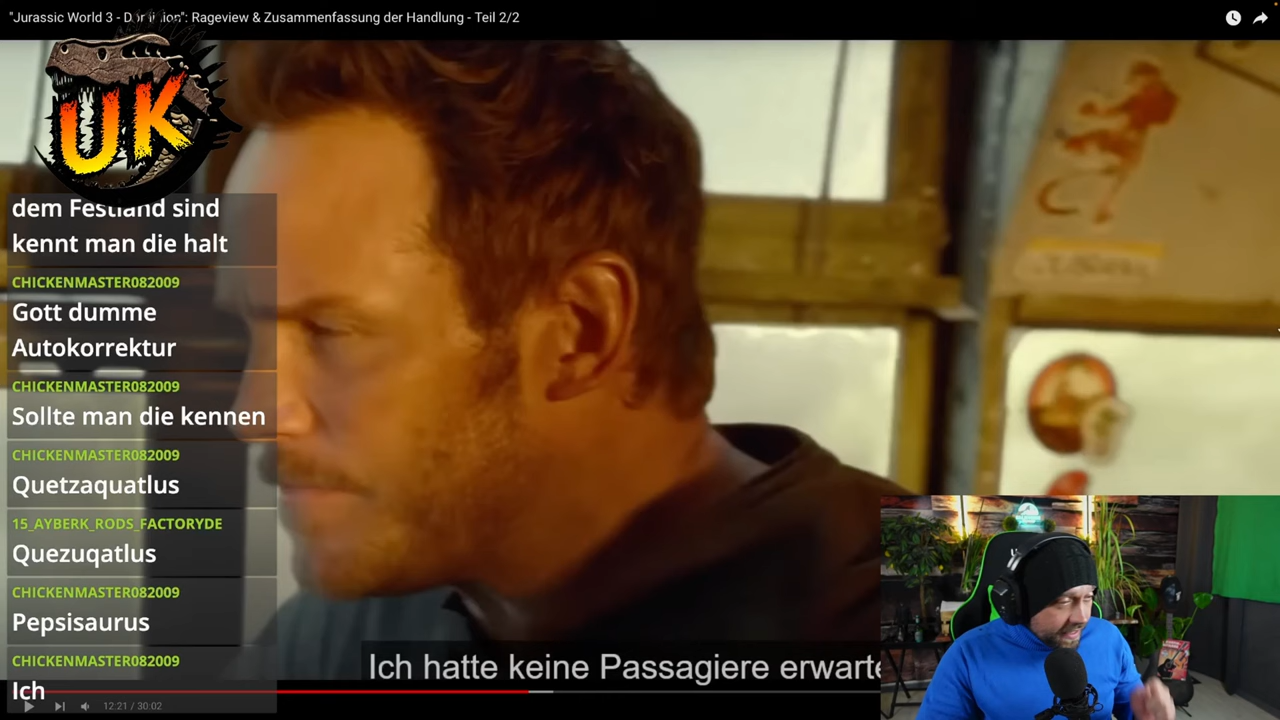 "Jurassic World 3 - Dominion": Rageview & Zusammenfassung der Handlung - Teil 2/2
UK
dem Festland sind
kennt man die halt
CHICKENMASTER082009
Gott dumme
Autokorrektur
CHICKENMASTER082009
Sollte man die kennen
CHICKENMASTER082009
Quetzaquatlus
15_AYBERK_RODS_FACTORYDE
Quezuqatlus
CHICKENMASTER082009
Pepsisaurus
CHICKENMASTER082009
Ich
Ich hatte keine Passagiere erwarte
12:21 / 30:02